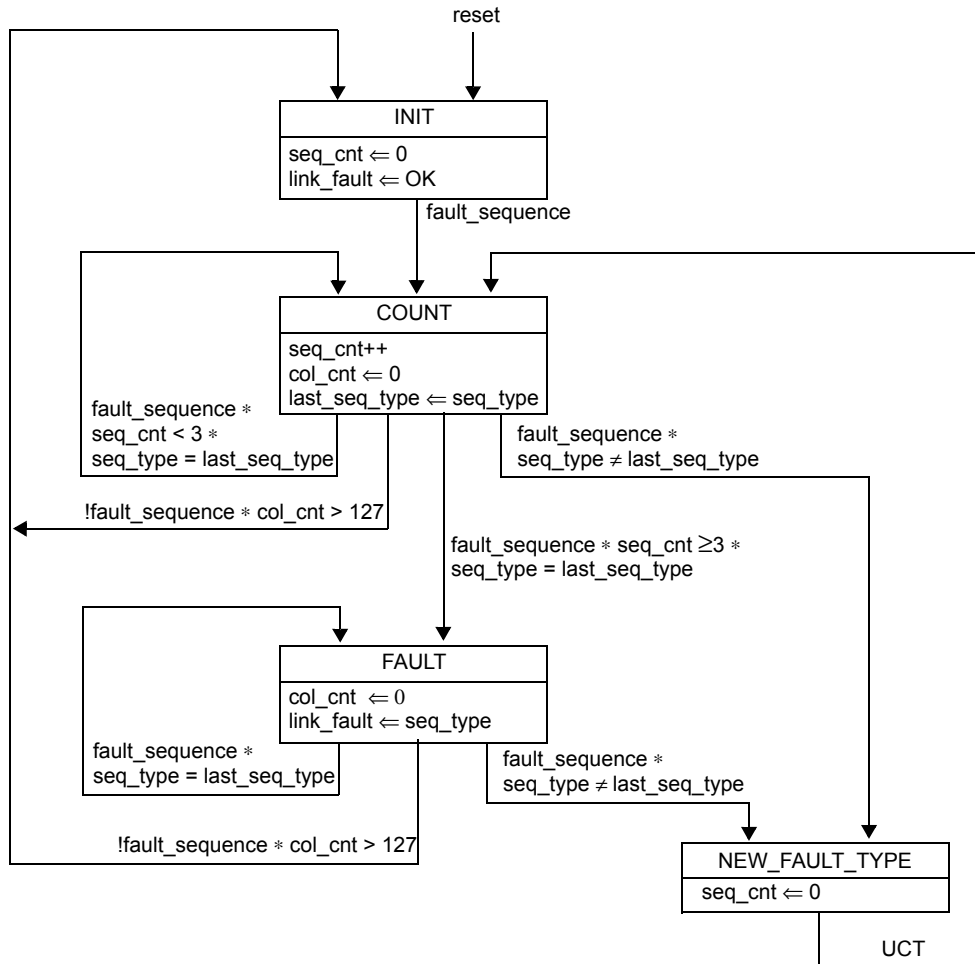 reset
INIT
seq_cnt ⇐ 0
link_fault ⇐ OK
fault_sequence
COUNT
seq_cnt++
col_cnt ⇐ 0
last_seq_type ⇐ seq_type
fault_sequence *
seq_cnt < 3 *
seq_type = last_seq_type
fault_sequence *
seq_type ≠ last_seq_type
!fault_sequence * col_cnt > 127
fault_sequence * seq_cnt ≥3 *
seq_type = last_seq_type
FAULT
col_cnt ⇐ 0
link_fault ⇐ seq_type
fault_sequence *
seq_type = last_seq_type
fault_sequence *
seq_type ≠ last_seq_type
!fault_sequence * col_cnt > 127
NEW_FAULT_TYPE
seq_cnt ⇐ 0
UCT